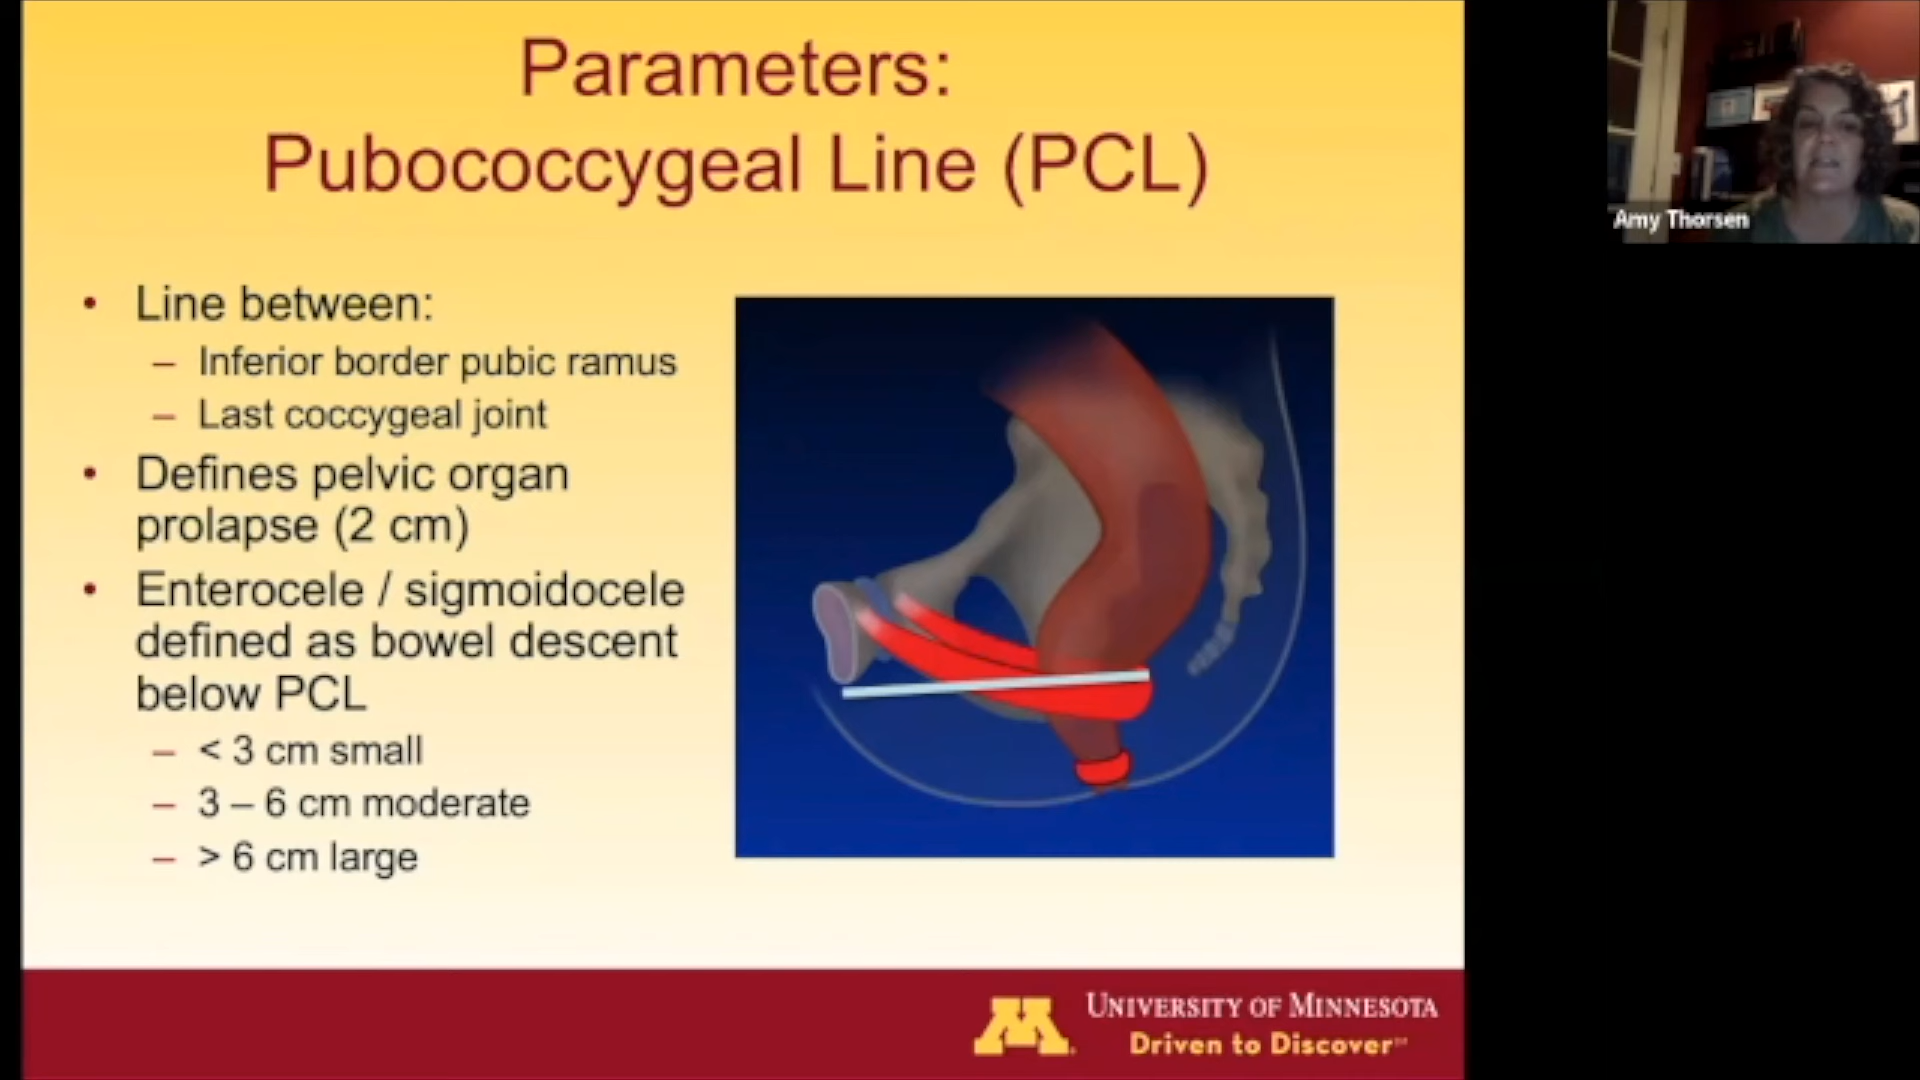 Parameters:
Pubococcygeal Line (PCL)
• Line between:
– Inferior border pubic ramus
– Last coccygeal joint
• Defines pelvic organ
prolapse (2 cm)
• Enterocele / sigmoidocele
defined as bowel descent
below PCL
– < 3 cm small
– 3 – 6 cm moderate
– > 6 cm large
M
UNIVERSITY OF MINNESOTA
Driven to Discover℠
Amy Thorsen